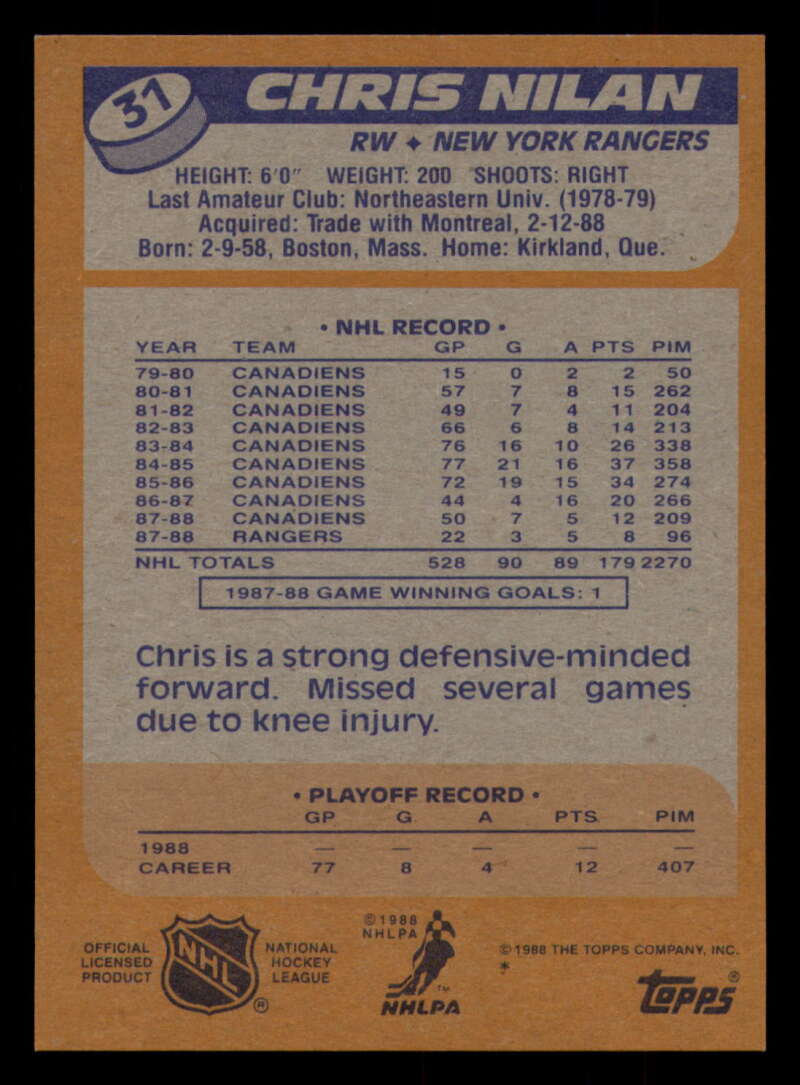 31
CHRIS NILAN
RW ✦ NEW YORK RANGERS
HEIGHT: 6'0" WEIGHT: 200 SHOOTS: RIGHT
Last Amateur Club: Northeastern Univ. (1978-79)
Acquired: Trade with Montreal, 2-12-88
Born: 2-9-58, Boston, Mass. Home: Kirkland, Que.
• NHL RECORD •
YEAR TEAM GP G A PTS PIM
79-80 CANADIENS 15 0 2 2 50
80-81 CANADIENS 57 7 8 15 262
81-82 CANADIENS 49 7 4 11 204
82-83 CANADIENS 66 6 8 14 213
83-84 CANADIENS 76 16 10 26 338
84-85 CANADIENS 77 21 16 37 358
85-86 CANADIENS 72 19 15 34 274
86-87 CANADIENS 44 4 16 20 266
87-88 CANADIENS 50 7 5 12 209
87-88 RANGERS 22 3 5 8 96
NHL TOTALS 528 90 89 179 2270
1987-88 GAME WINNING GOALS: 1
Chris is a strong defensive-minded
forward. Missed several games
due to knee injury.
• PLAYOFF RECORD •
GP G A PTS PIM
1988 — — — — —
CAREER 77 8 4 12 407
OFFICIAL
LICENSED
PRODUCT
NHL
®
NATIONAL
HOCKEY
LEAGUE
©1988
NHLPA
™
NHLPA
©1988 THE TOPPS COMPANY, INC.
*
topps®